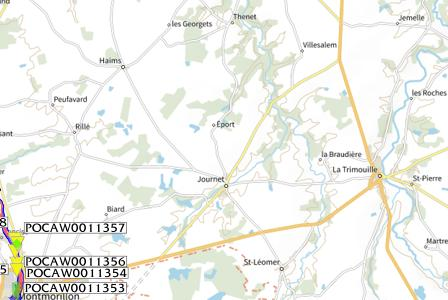 Thenet
les Georgets
Jemelle
Villesalem
Haims
les Roches
Peufavard
Rillé
Éport
la Braudière
La Trimouille
St-Pierre
Journet
Biard
POCAW0011357
Martre
POCAW0011356
POCAW0011354
St-Léomer
POCAW0011353
Montmorillon